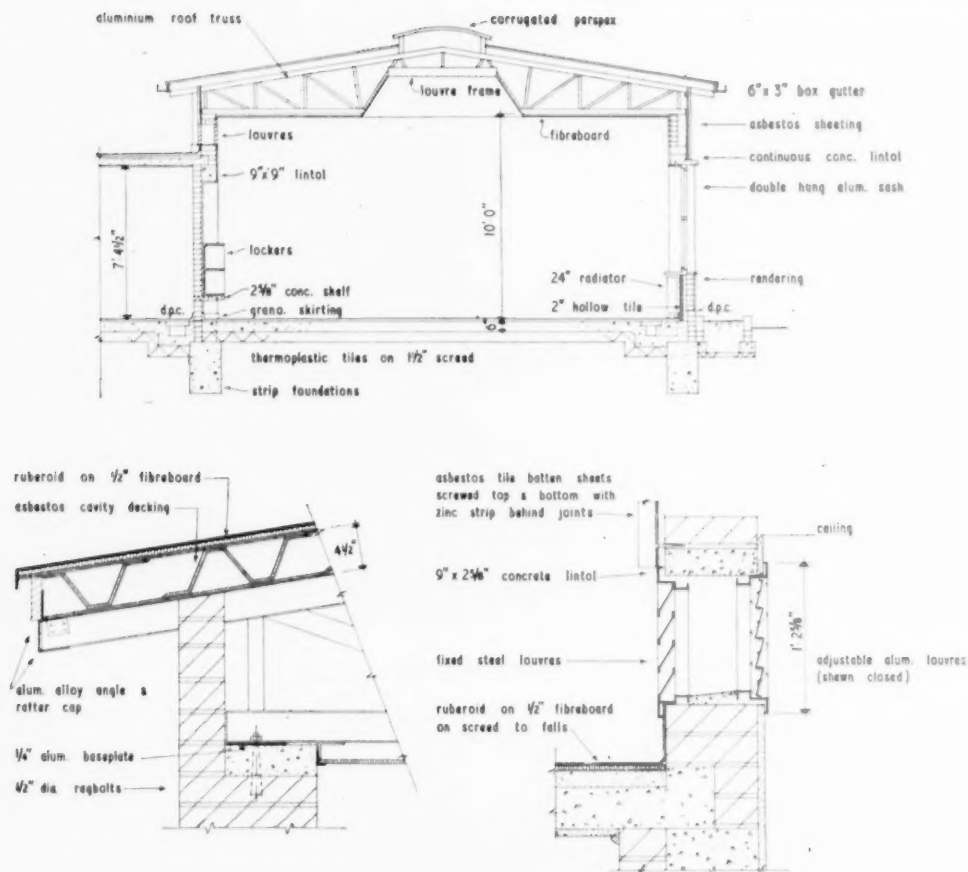 aluminium roof truss
corrugated perspex
louvre frame
6" x 3" box gutter
louvres
fibreboard
asbestos sheeting
continuous conc. lintol
9" x 9" lintol
double hang alum. sash
7' 4½"
10' 0"
lockers
24" radiator
rendering
2⅝" conc. shelf
2" hollow tile
d.p.c.
grano. skirting
d.p.c.
6"
thermoplastic tiles on 1½" screed
strip foundations
ruberoid on ½" fibreboard
asbestos cavity decking
4½"
alum. alloy angle &
rafter cap
¼" alum. baseplate
½" dia. ragbolts
asbestos tile batten sheets
screwed top & bottom with
zinc strip behind joints
ceiling
9" x 2⅝" concrete lintol
1' 2⅝"
fixed steel louvres
adjustable alum. louvres
(shewn closed)
ruberoid on ½" fibreboard
on screed to falls